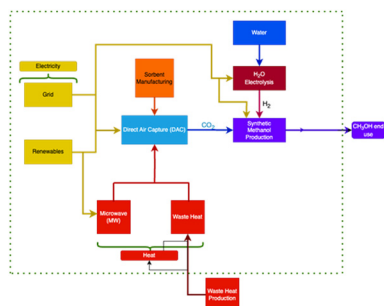 Water
Electricity
Sorbent
Manufacturing
H₂O
Electrolysis
Grid
H₂
Direct Air Capture (DAC)
CO₂
Synthetic
Methanol
Production
CH₃OH end
use
Renewables
Microwave
(MW)
Waste Heat
Heat
Waste Heat
Production